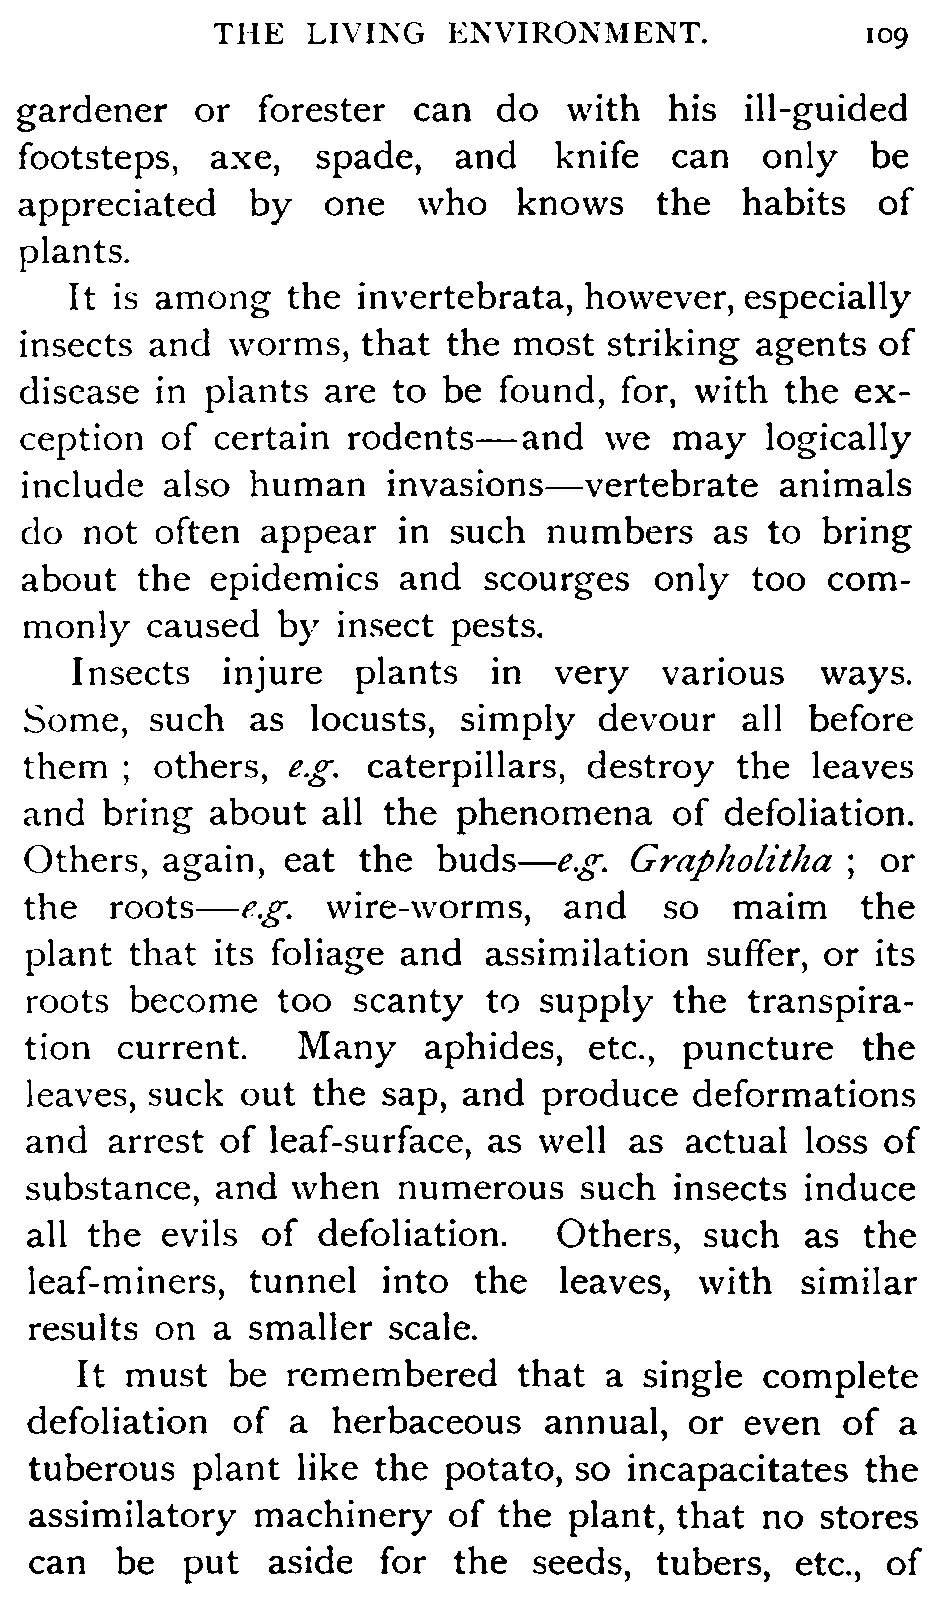 THE LIVING ENVIRONMENT. 109
gardener or forester can do with his ill-guided
footsteps, axe, spade, and knife can only be
appreciated by one who knows the habits of
plants.
It is among the invertebrata, however, especially
insects and worms, that the most striking agents of
disease in plants are to be found, for, with the ex-
ception of certain rodents—and we may logically
include also human invasions—vertebrate animals
do not often appear in such numbers as to bring
about the epidemics and scourges only too com-
monly caused by insect pests.
Insects injure plants in very various ways.
Some, such as locusts, simply devour all before
them ; others, e.g. caterpillars, destroy the leaves
and bring about all the phenomena of defoliation.
Others, again, eat the buds—e.g. Grapholitha ; or
the roots—e.g. wire-worms, and so maim the
plant that its foliage and assimilation suffer, or its
roots become too scanty to supply the transpira-
tion current. Many aphides, etc., puncture the
leaves, suck out the sap, and produce deformations
and arrest of leaf-surface, as well as actual loss of
substance, and when numerous such insects induce
all the evils of defoliation. Others, such as the
leaf-miners, tunnel into the leaves, with similar
results on a smaller scale.
It must be remembered that a single complete
defoliation of a herbaceous annual, or even of a
tuberous plant like the potato, so incapacitates the
assimilatory machinery of the plant, that no stores
can be put aside for the seeds, tubers, etc., of